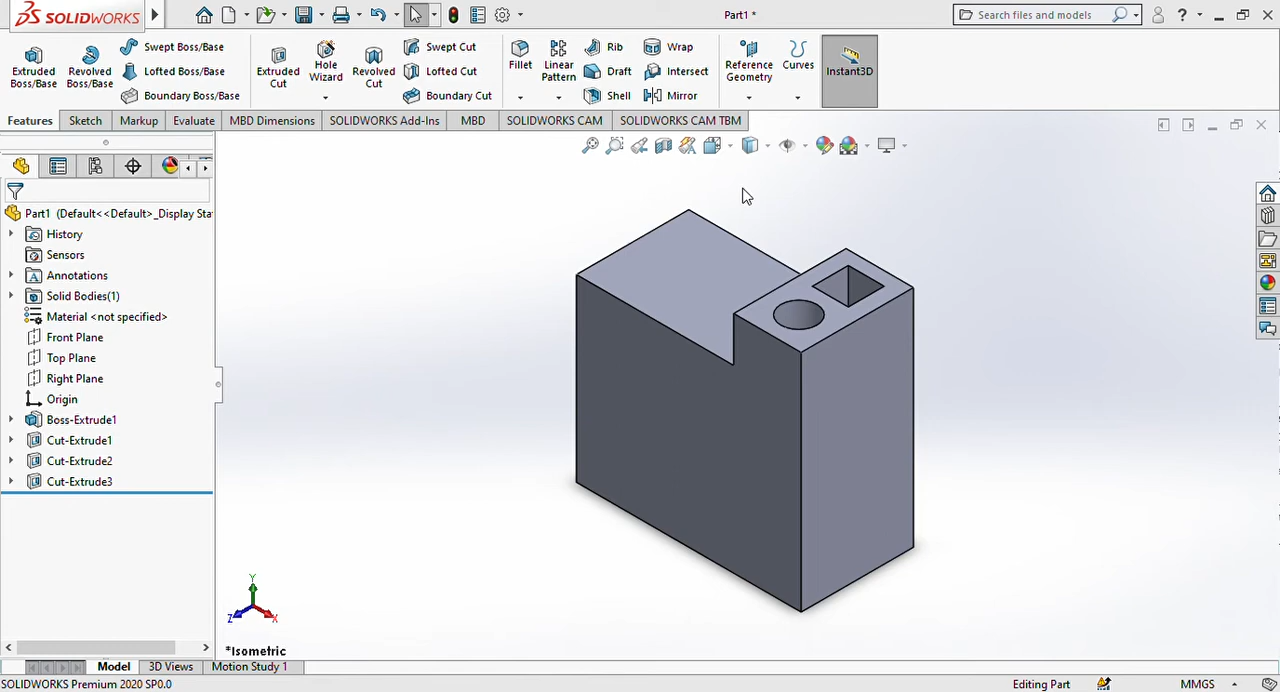 SOLIDWORKS
Part1 *
Search files and models
?
Extruded Boss/Base
Revolved Boss/Base
Swept Boss/Base
Lofted Boss/Base
Boundary Boss/Base
Extruded Cut
Hole Wizard
Revolved Cut
Swept Cut
Lofted Cut
Boundary Cut
Fillet
Linear Pattern
Rib
Draft
Shell
Wrap
Intersect
Mirror
Reference Geometry
Curves
Instant3D
Features
Sketch
Markup
Evaluate
MBD Dimensions
SOLIDWORKS Add-Ins
MBD
SOLIDWORKS CAM
SOLIDWORKS CAM TBM
Part1 (Default<<Default>_Display Sta
History
Sensors
Annotations
Solid Bodies(1)
Material <not specified>
Front Plane
Top Plane
Right Plane
Origin
Boss-Extrude1
Cut-Extrude1
Cut-Extrude2
Cut-Extrude3
Y
Z
X
*Isometric
Model
3D Views
Motion Study 1
SOLIDWORKS Premium 2020 SP0.0
Editing Part
MMGS